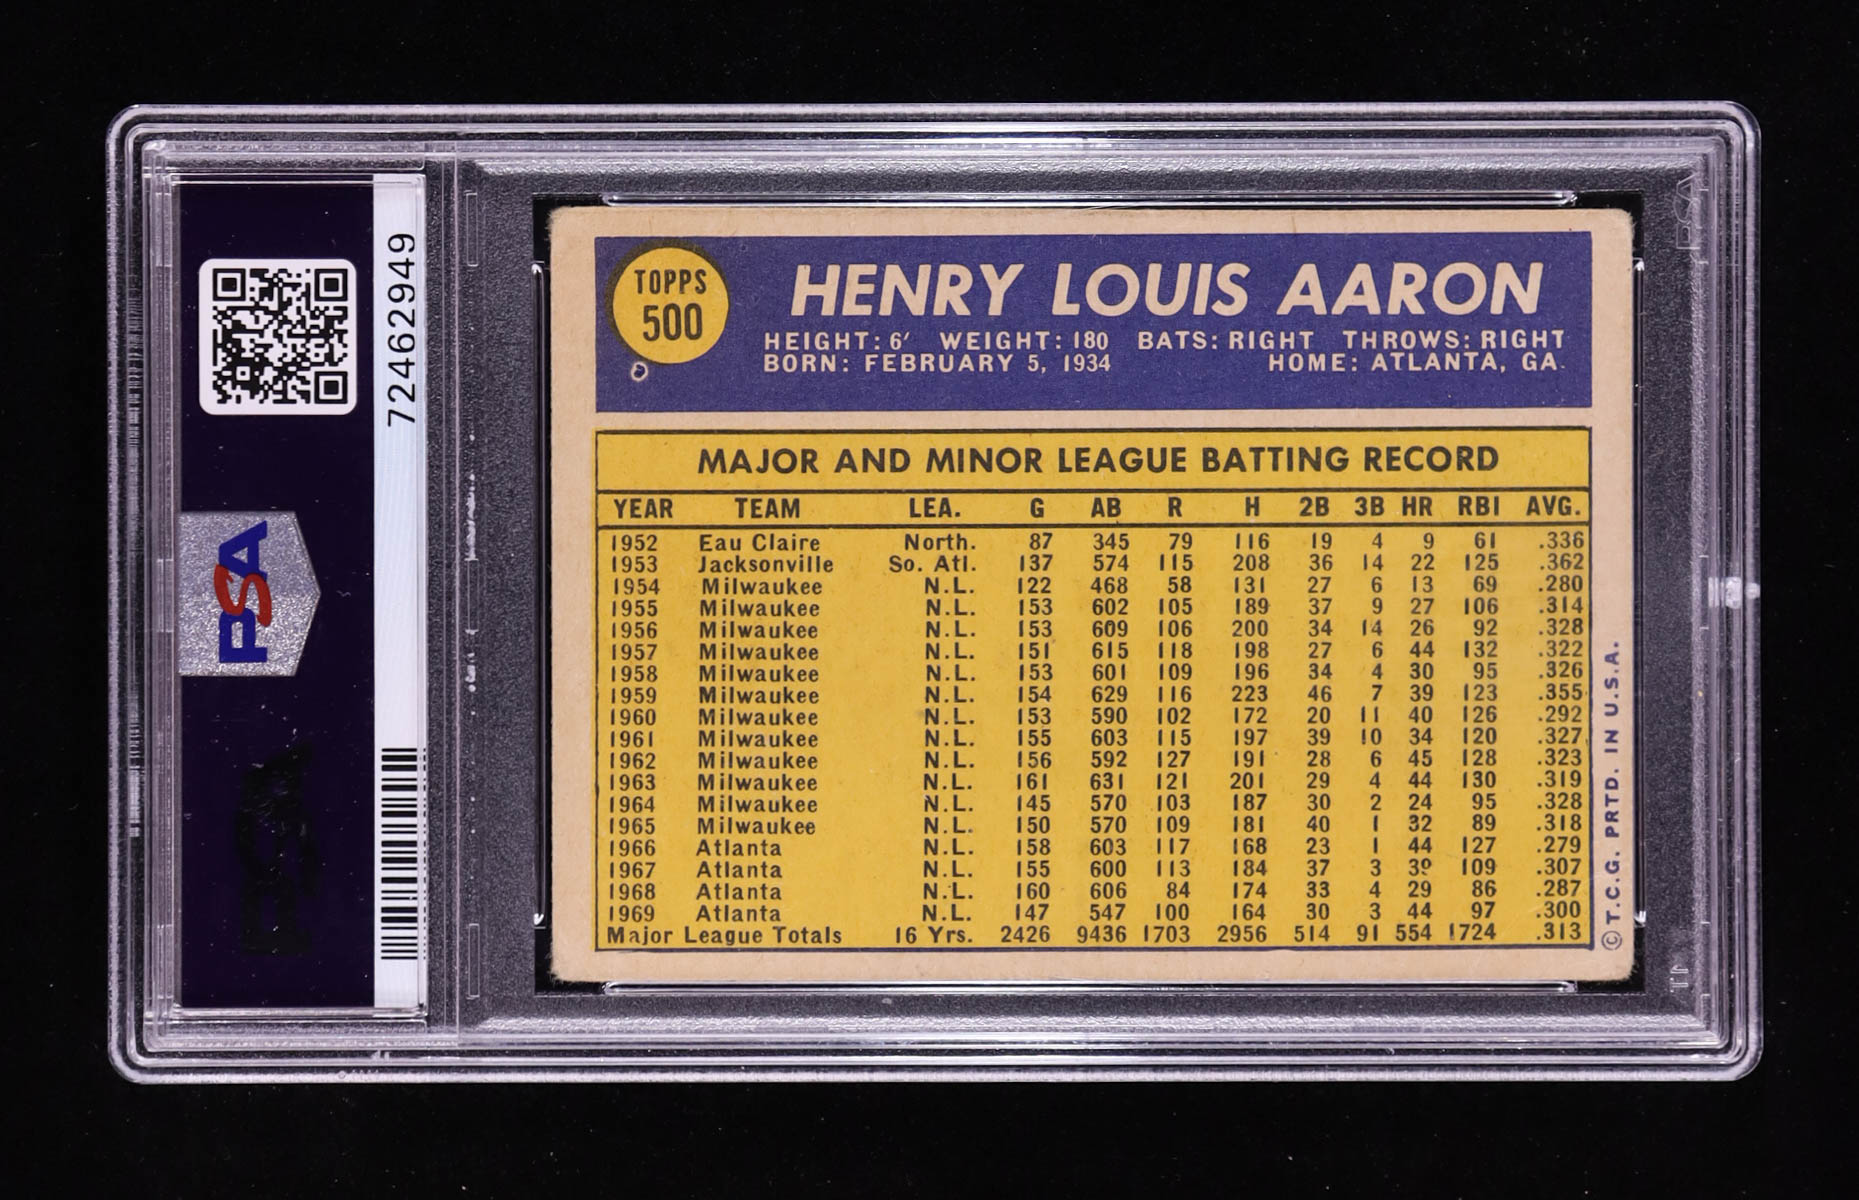 72462949
PSA
TOPPS
500
HENRY LOUIS AARON
HEIGHT: 6' WEIGHT: 180 BATS: RIGHT THROWS: RIGHT
BORN: FEBRUARY 5, 1934 HOME: ATLANTA, GA.
MAJOR AND MINOR LEAGUE BATTING RECORD
YEAR TEAM LEA. G AB R H 2B 3B HR RBI AVG.
1952 Eau Claire North. 87 345 79 116 19 4 9 61 .336
1953 Jacksonville So. Atl. 137 574 115 208 36 14 22 125 .362
1954 Milwaukee N.L. 122 468 58 131 27 6 13 69 .280
1955 Milwaukee N.L. 153 602 105 189 37 9 27 106 .314
1956 Milwaukee N.L. 153 609 106 200 34 14 26 92 .328
1957 Milwaukee N.L. 151 615 118 198 27 6 44 132 .322
1958 Milwaukee N.L. 153 601 109 196 34 4 30 95 .326
1959 Milwaukee N.L. 154 629 116 223 46 7 39 123 .355
1960 Milwaukee N.L. 153 590 102 172 20 11 40 126 .292
1961 Milwaukee N.L. 155 603 115 197 39 10 34 120 .327
1962 Milwaukee N.L. 156 592 127 191 28 6 45 128 .323
1963 Milwaukee N.L. 161 631 121 201 29 4 44 130 .319
1964 Milwaukee N.L. 145 570 103 187 30 2 24 95 .328
1965 Milwaukee N.L. 150 570 109 181 40 1 32 89 .318
1966 Atlanta N.L. 158 603 117 168 23 1 44 127 .279
1967 Atlanta N.L. 155 600 113 184 37 3 39 109 .307
1968 Atlanta N.L. 160 606 84 174 33 4 29 86 .287
1969 Atlanta N.L. 147 547 100 164 30 3 44 97 .300
Major League Totals 16 Yrs. 2426 9436 1703 2956 514 91 554 1724 .313
© T.C.G. PRTD. IN U.S.A.
PSA